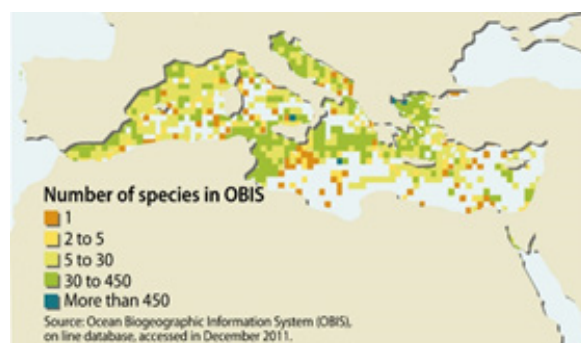 Number of species in OBIS
1
2 to 5
5 to 30
30 to 450
More than 450
Source: Ocean Biogeographic Information System (OBIS),
on line database, accessed in December 2011.